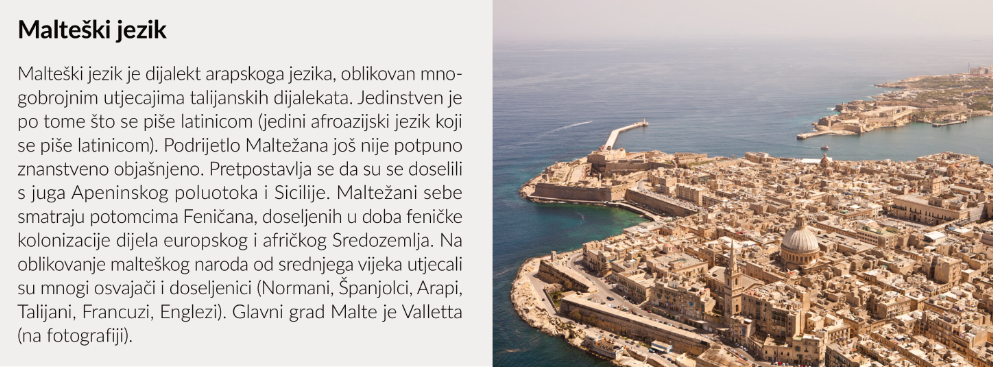 Malteški jezik
Malteški jezik je dijalekt arapskoga jezika, oblikovan mno-
gobrojnim utjecajima talijanskih dijalekata. Jedinstven je
po tome što se piše latinicom (jedini afroazijski jezik koji
se piše latinicom). Podrijetlo Maltežana još nije potpuno
znanstveno objašnjeno. Pretpostavlja se da su se doselili
s juga Apeninskog poluotoka i Sicilije. Maltežani sebe
smatraju potomcima Feničana, doseljenih u doba feničke
kolonizacije dijela europskog i afričkog Sredozemlja. Na
oblikovanje malteškog naroda od srednjega vijeka utjecali
su mnogi osvajači i doseljenici (Normani, Španjolci, Arapi,
Talijani, Francuzi, Englezi). Glavni grad Malte je Valletta
(na fotografiji).